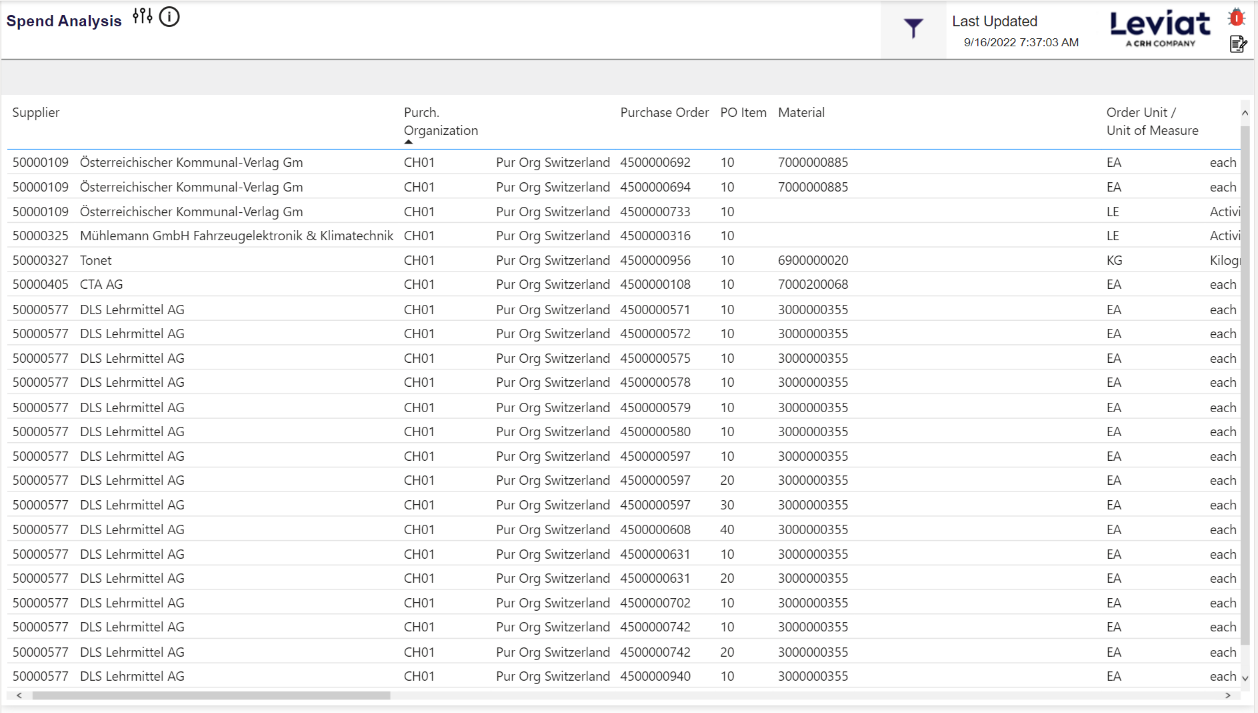 Spend Analysis
Last Updated
9/16/2022 7:37:03 AM
Leviat
A CRH COMPANY
Supplier Purch. Organization Purchase Order PO Item Material Order Unit / Unit of Measure
50000109 Österreichischer Kommunal-Verlag Gm CH01 Pur Org Switzerland 4500000692 10 7000000885 EA each
50000109 Österreichischer Kommunal-Verlag Gm CH01 Pur Org Switzerland 4500000694 10 7000000885 EA each
50000109 Österreichischer Kommunal-Verlag Gm CH01 Pur Org Switzerland 4500000733 10 LE Activi
50000325 Mühlemann GmbH Fahrzeugelektronik & Klimatechnik CH01 Pur Org Switzerland 4500000316 10 LE Activi
50000327 Tonet CH01 Pur Org Switzerland 4500000956 10 6900000020 KG Kilogr
50000405 CTA AG CH01 Pur Org Switzerland 4500000108 10 7000200068 EA each
50000577 DLS Lehrmittel AG CH01 Pur Org Switzerland 4500000571 10 3000000355 EA each
50000577 DLS Lehrmittel AG CH01 Pur Org Switzerland 4500000572 10 3000000355 EA each
50000577 DLS Lehrmittel AG CH01 Pur Org Switzerland 4500000575 10 3000000355 EA each
50000577 DLS Lehrmittel AG CH01 Pur Org Switzerland 4500000578 10 3000000355 EA each
50000577 DLS Lehrmittel AG CH01 Pur Org Switzerland 4500000579 10 3000000355 EA each
50000577 DLS Lehrmittel AG CH01 Pur Org Switzerland 4500000580 10 3000000355 EA each
50000577 DLS Lehrmittel AG CH01 Pur Org Switzerland 4500000597 10 3000000355 EA each
50000577 DLS Lehrmittel AG CH01 Pur Org Switzerland 4500000597 20 3000000355 EA each
50000577 DLS Lehrmittel AG CH01 Pur Org Switzerland 4500000597 30 3000000355 EA each
50000577 DLS Lehrmittel AG CH01 Pur Org Switzerland 4500000608 40 3000000355 EA each
50000577 DLS Lehrmittel AG CH01 Pur Org Switzerland 4500000631 10 3000000355 EA each
50000577 DLS Lehrmittel AG CH01 Pur Org Switzerland 4500000631 20 3000000355 EA each
50000577 DLS Lehrmittel AG CH01 Pur Org Switzerland 4500000702 10 3000000355 EA each
50000577 DLS Lehrmittel AG CH01 Pur Org Switzerland 4500000742 10 3000000355 EA each
50000577 DLS Lehrmittel AG CH01 Pur Org Switzerland 4500000742 20 3000000355 EA each
50000577 DLS Lehrmittel AG CH01 Pur Org Switzerland 4500000940 10 3000000355 EA each